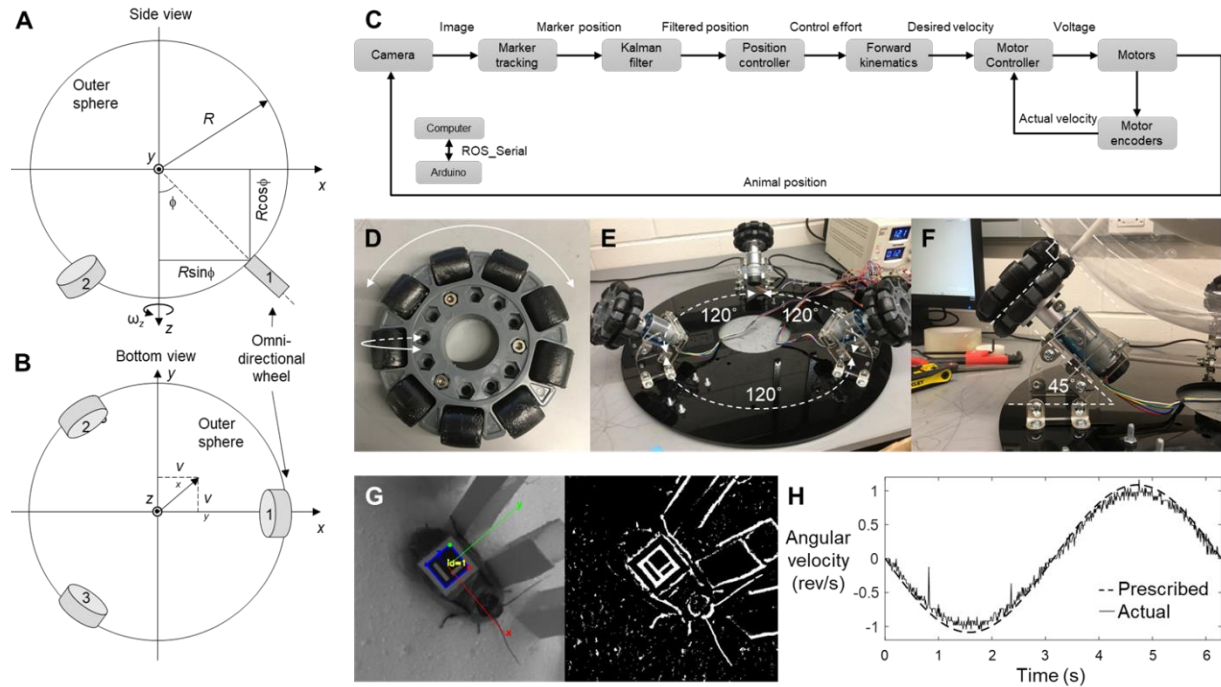 A
Side view
Outer
sphere
R
y
x
ϕ
Rcosϕ
Rsinϕ
1
2
ω_z
z
Omni-
directional
wheel
B
Bottom view
y
2
Outer
sphere
v
x
v
y
z
1
x
3
C
Image
Marker position
Filtered position
Control effort
Desired velocity
Voltage
Camera
Marker
tracking
Kalman
filter
Position
controller
Forward
kinematics
Motor
Controller
Motors
Actual velocity
Motor
encoders
Computer
ROS_Serial
Arduino
Animal position
D
E
120°
120°
120°
F
45°
G
y
id=1
x
H
Angular
velocity
(rev/s)
1
0.5
0
-0.5
-1
Prescribed
Actual
0 1 2 3 4 5 6
Time (s)